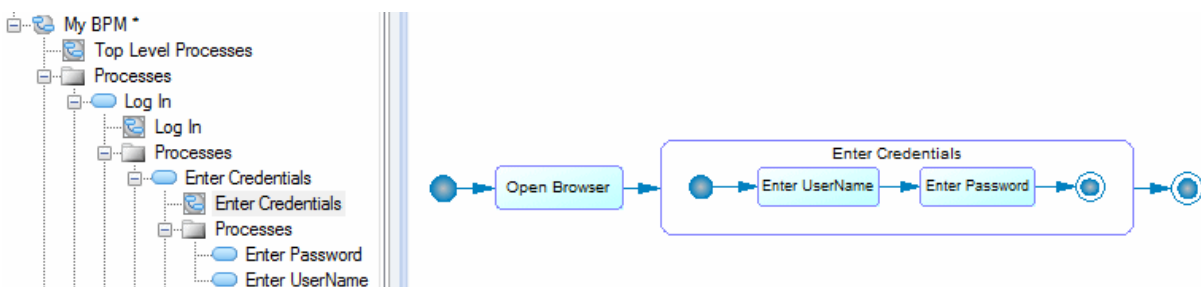 My BPM *
Top Level Processes
Processes
Log In
Log In
Processes
Enter Credentials
Enter Credentials
Processes
Enter Password
Enter UserName
Open Browser
Enter Credentials
Enter UserName
Enter Password